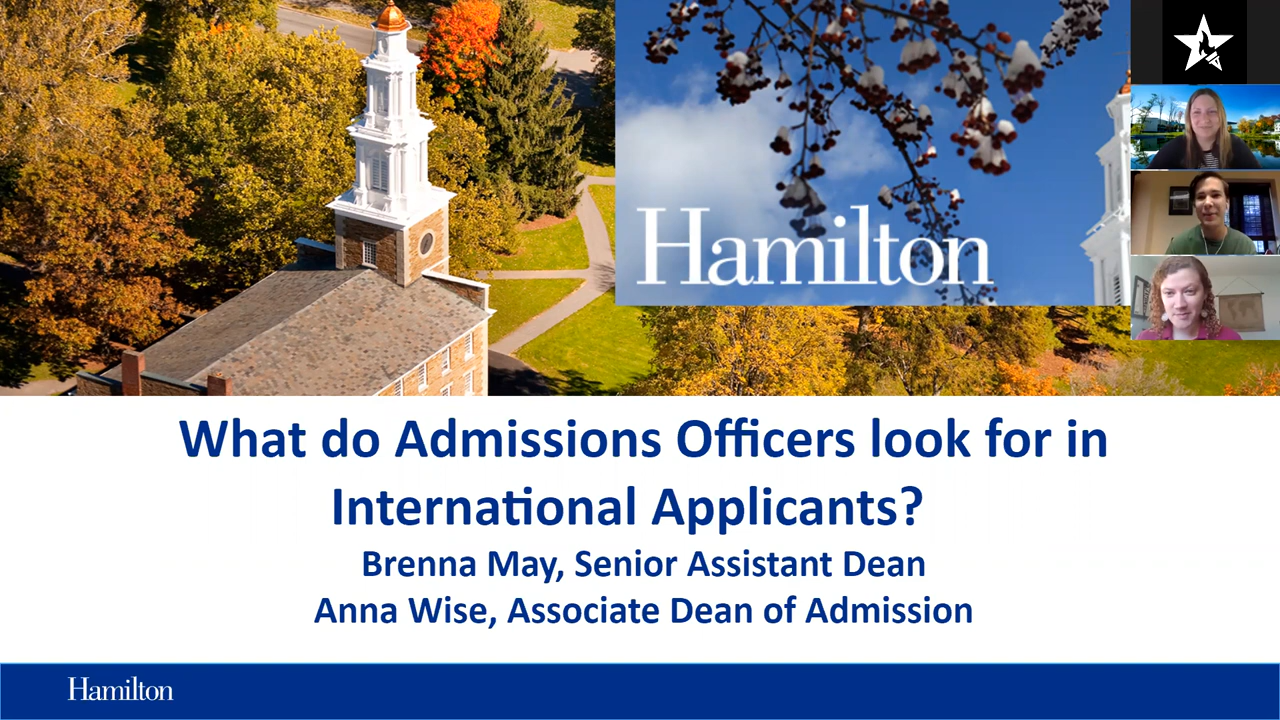 Hamilton
What do Admissions Officers look for in
International Applicants?
Brenna May, Senior Assistant Dean
Anna Wise, Associate Dean of Admission
Hamilton